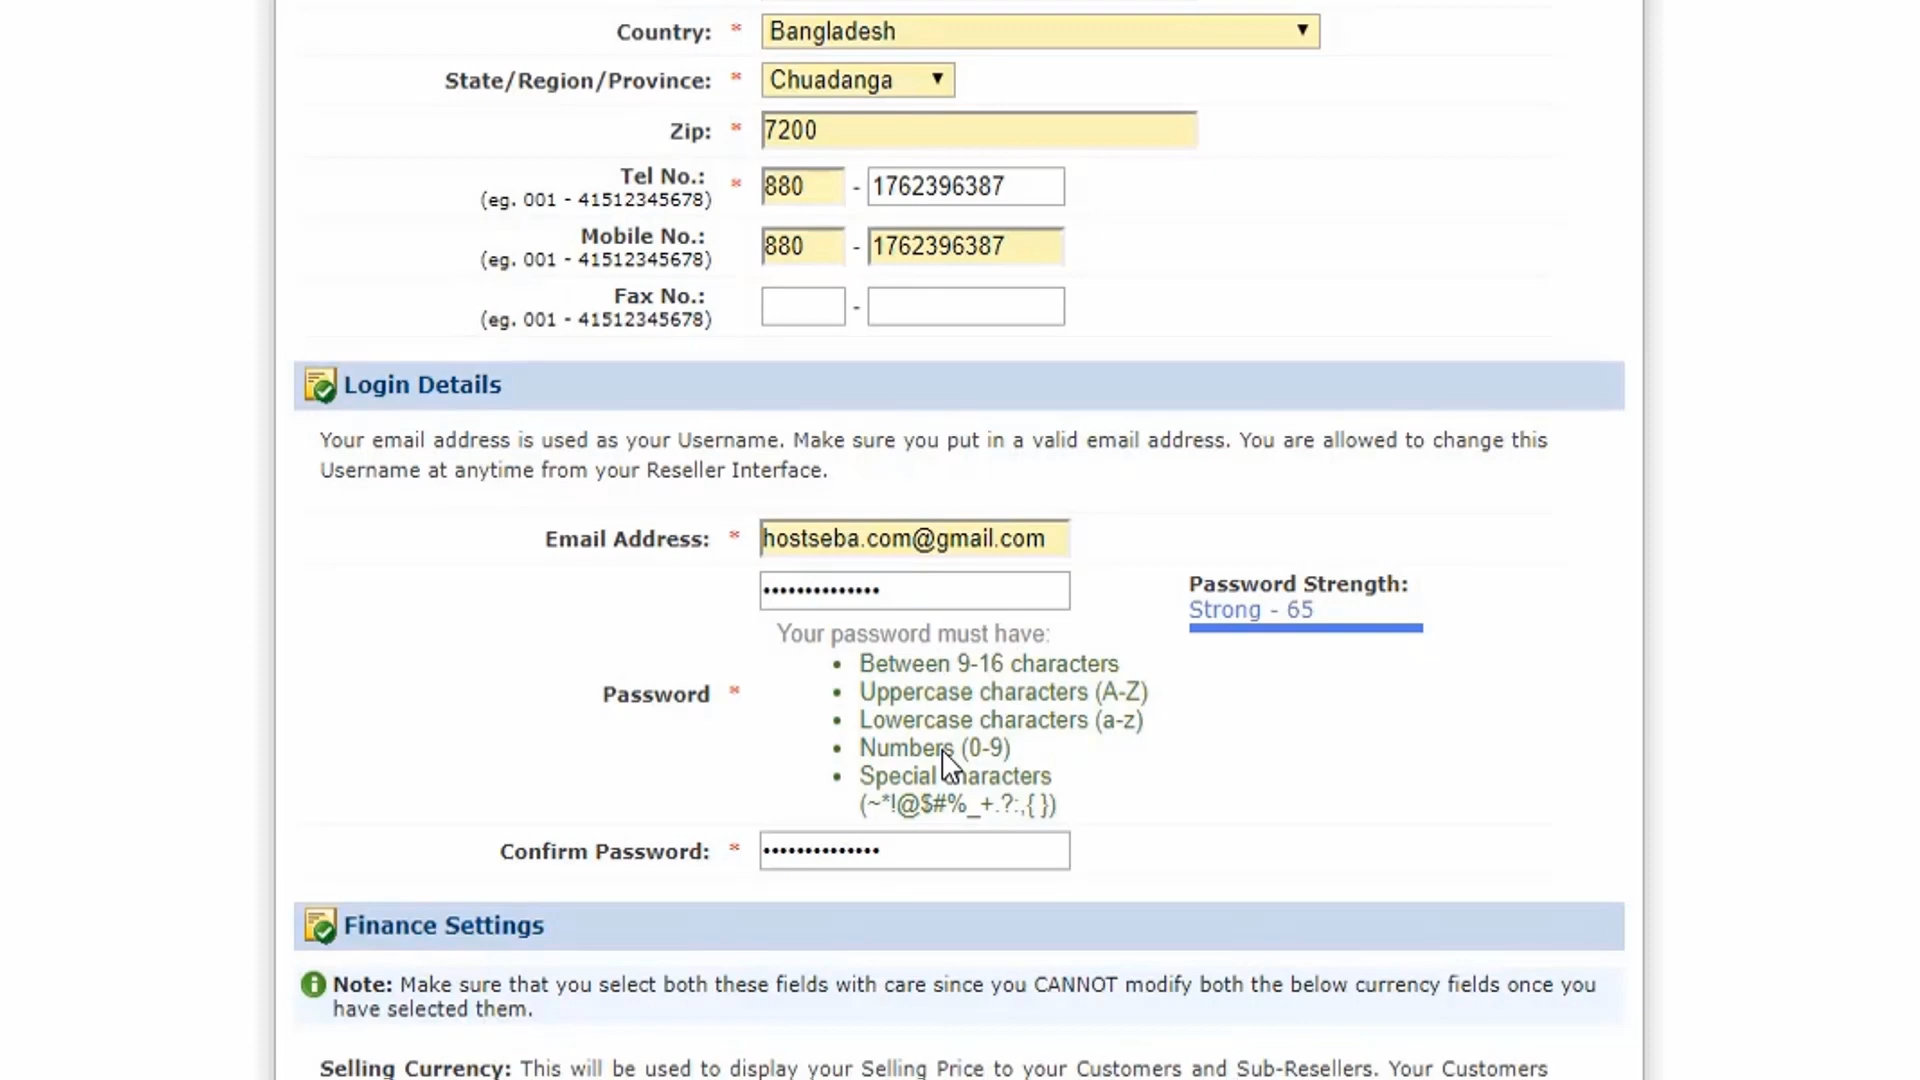 Country: * Bangladesh
State/Region/Province: * Chuadanga
Zip: * 7200
Tel No.: * 880 - 1762396387
(eg. 001 - 41512345678)
Mobile No.: 880 - 1762396387
(eg. 001 - 41512345678)
Fax No.: -
(eg. 001 - 41512345678)
Login Details
Your email address is used as your Username. Make sure you put in a valid email address. You are allowed to change this
Username at anytime from your Reseller Interface.
Email Address: * hostseba.com@gmail.com
••••••••••••••
Password Strength:
Strong - 65
Your password must have:
• Between 9-16 characters
• Uppercase characters (A-Z)
Password *
• Lowercase characters (a-z)
• Numbers (0-9)
• Special characters
(~*!@$#%_+.?:,{ })
Confirm Password: * ••••••••••••••
Finance Settings
Note: Make sure that you select both these fields with care since you CANNOT modify both the below currency fields once you
have selected them.
Selling Currency: This will be used to display your Selling Price to your Customers and Sub-Resellers. Your Customers